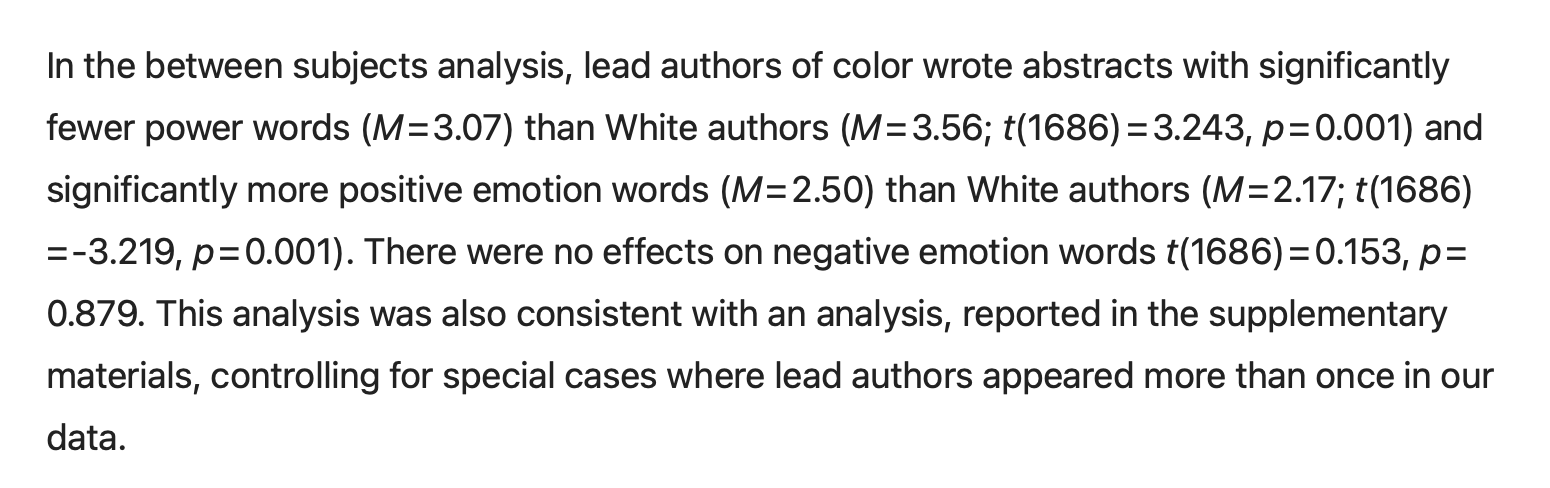 In the between subjects analysis, lead authors of color wrote abstracts with significantly
fewer power words (M=3.07) than White authors (M=3.56; t(1686)=3.243, p=0.001) and
significantly more positive emotion words (M=2.50) than White authors (M=2.17; t(1686)
=-3.219, p=0.001). There were no effects on negative emotion words t(1686)=0.153, p=
0.879. This analysis was also consistent with an analysis, reported in the supplementary
materials, controlling for special cases where lead authors appeared more than once in our
data.